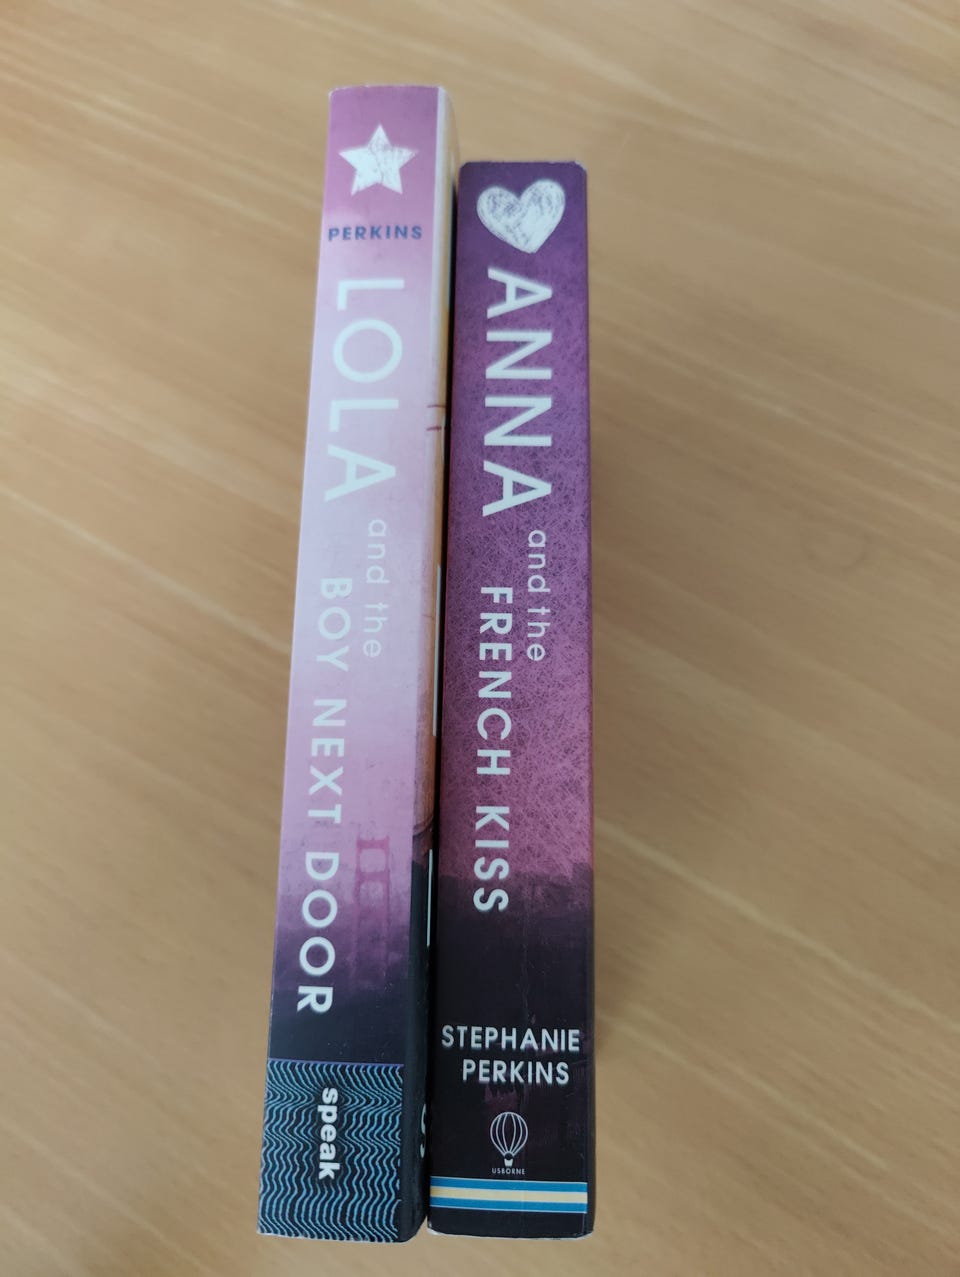 PERKINS
LOLA
and the
BOY NEXT DOOR
speak
ANNA
and the
FRENCH KISS
STEPHANIE
PERKINS
USBORNE